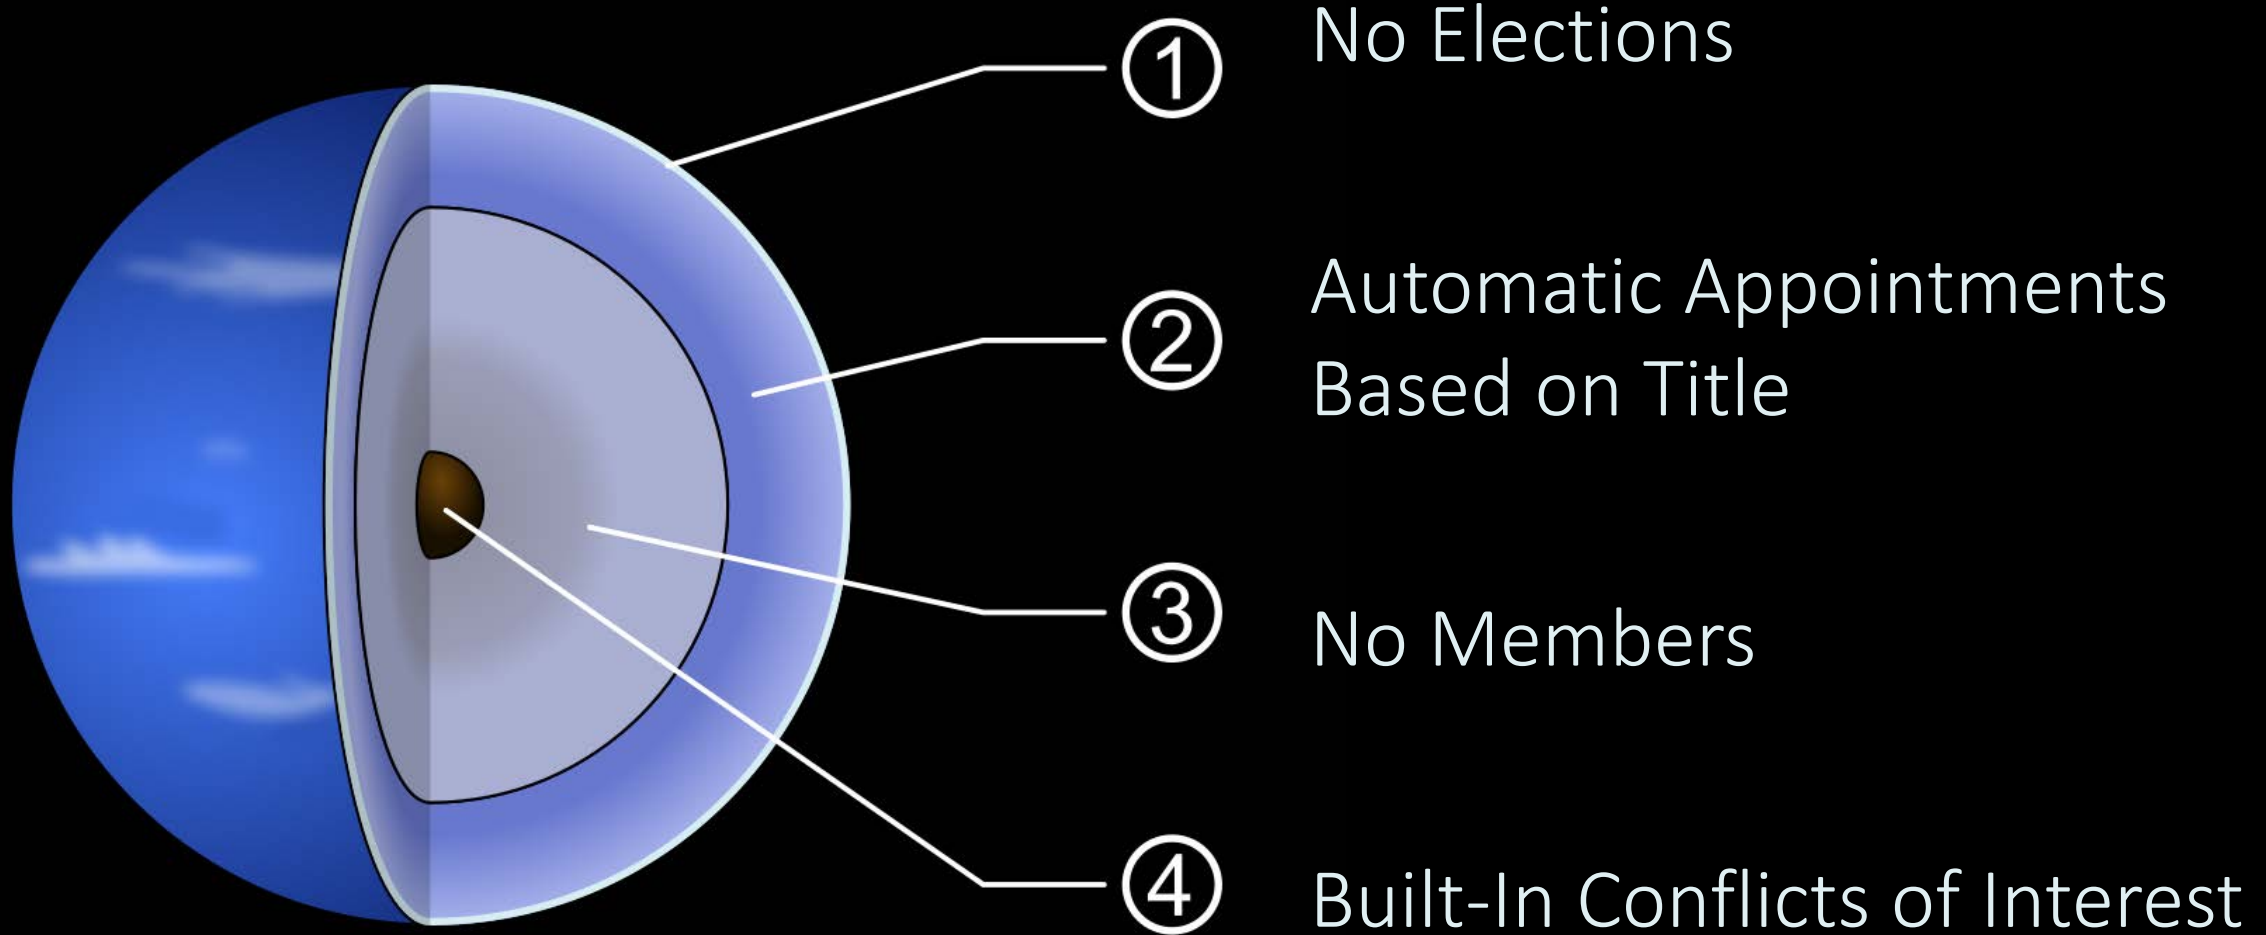 ① No Elections
② Automatic Appointments
Based on Title
③ No Members
④ Built-In Conflicts of Interest